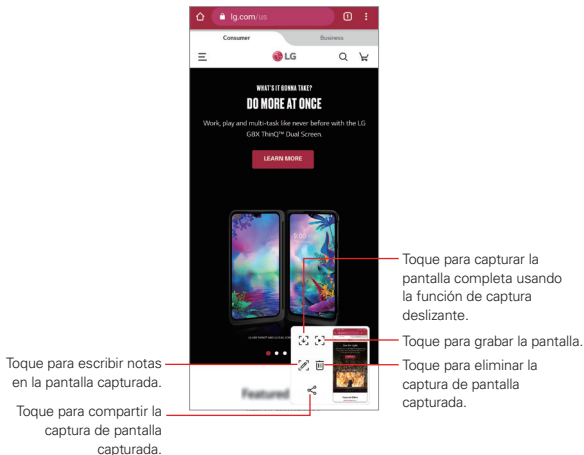 lg.com/us
Consumer Business
LG
WHAT'S IT GONNA TAKE?
DO MORE AT ONCE
Work, play and multi-task like never before with the LG
G8X ThinQ™ Dual Screen.
LEARN MORE
Featured
Toque para capturar la
pantalla completa usando
la función de captura
deslizante.
Toque para grabar la pantalla.
Toque para eliminar la
captura de pantalla
capturada.
Toque para escribir notas
en la pantalla capturada.
Toque para compartir la
captura de pantalla
capturada.